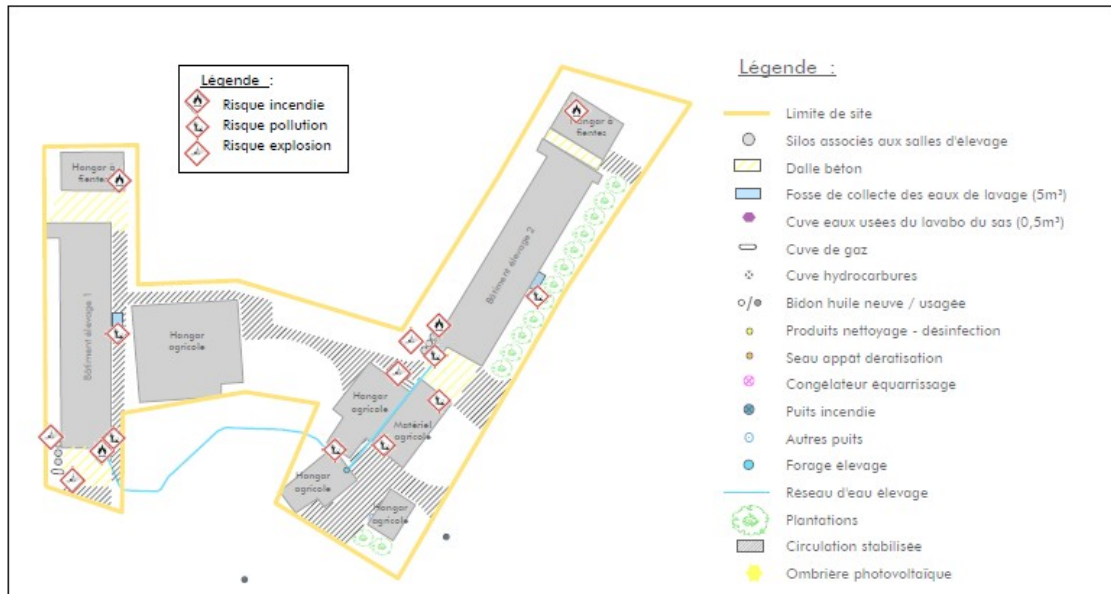 Légende :
Risque incendie
Risque pollution
Risque explosion
Hangar à
fientes
Bâtiment élevage 1
Hangar
agricole
Hangar à
fientes
Bâtiment élevage 2
Hangar
agricole
Matériel
agricole
Hangar
agricole
Hangar
agricole
Légende :
Limite de site
Silos associés aux salles d'élevage
Dalle béton
Fosse de collecte des eaux de lavage (5m³)
Cuve eaux usées du lavabo du sas (0,5m³)
Cuve de gaz
Cuve hydrocarbures
Bidon huile neuve / usagée
Produits nettoyage - désinfection
Seau appât dératisation
Congélateur équarrissage
Puits incendie
Autres puits
Forage élevage
Réseau d'eau élevage
Plantations
Circulation stabilisée
Ombrière photovoltaïque